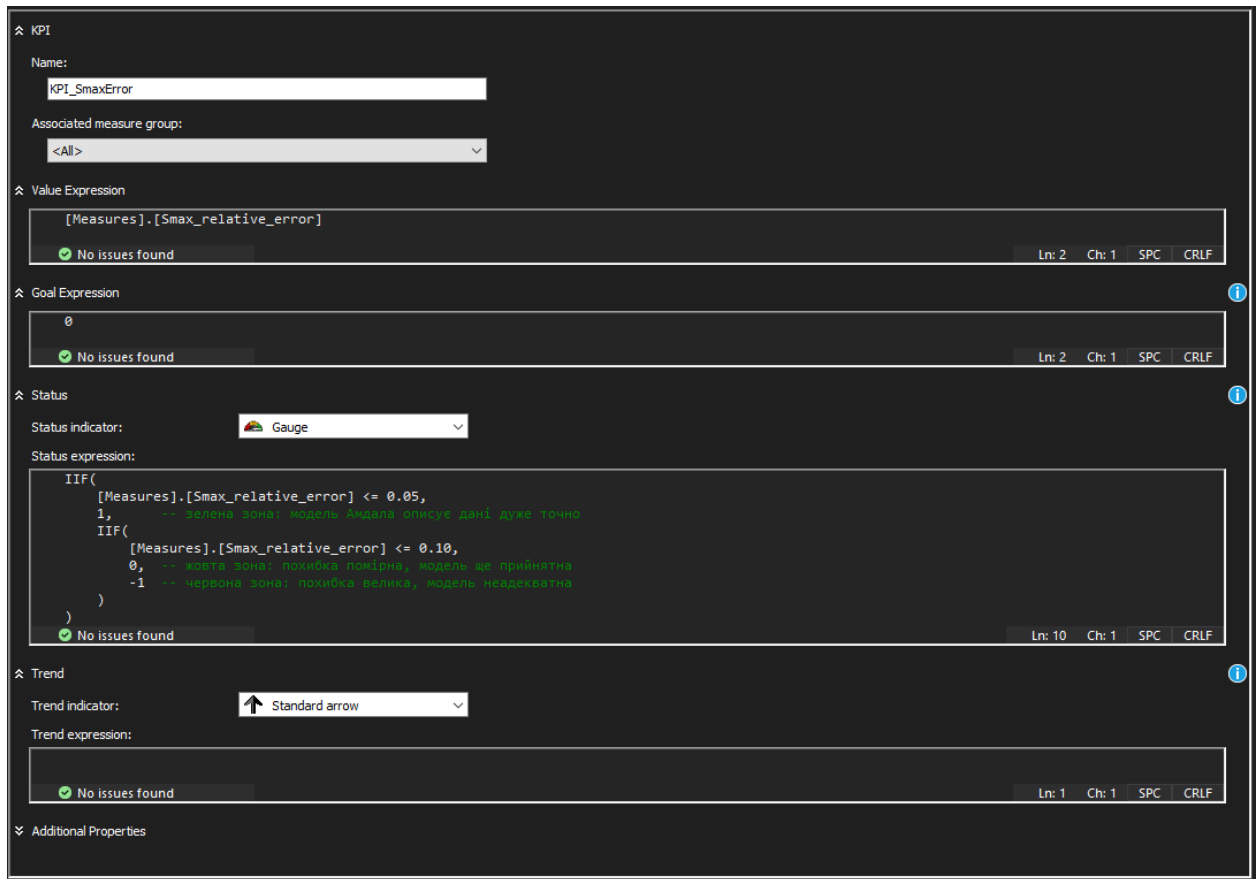 KPI
Name:
KPI_SmaxError
Associated measure group:
<All>
Value Expression
[Measures].[Smax_relative_error]
No issues found Ln: 2 Ch: 1 SPC CRLF
Goal Expression
0
No issues found Ln: 2 Ch: 1 SPC CRLF
Status
Status indicator: Gauge
Status expression:
IIF(
[Measures].[Smax_relative_error] <= 0.05,
1, -- зелена зона: модель Амдала описує дані дуже точно
IIF(
[Measures].[Smax_relative_error] <= 0.10,
0, -- жовта зона: похибка помірна, модель ще прийнятна
-1 -- червона зона: похибка велика, модель неадекватна
)
)
No issues found Ln: 10 Ch: 1 SPC CRLF
Trend
Trend indicator: Standard arrow
Trend expression:
No issues found Ln: 1 Ch: 1 SPC CRLF
Additional Properties